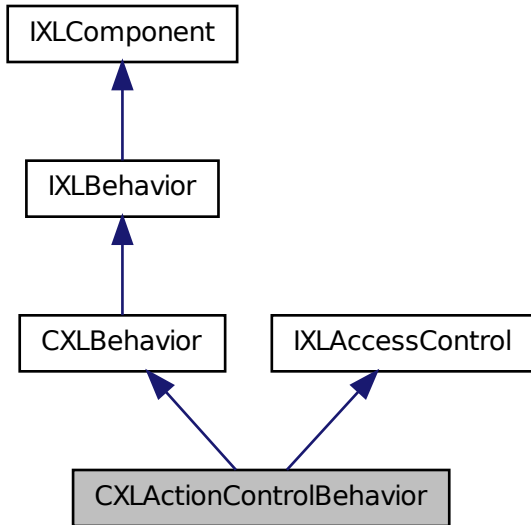 IXLComponent
IXLBehavior
CXLBehavior
IXLAccessControl
CXLActionControlBehavior